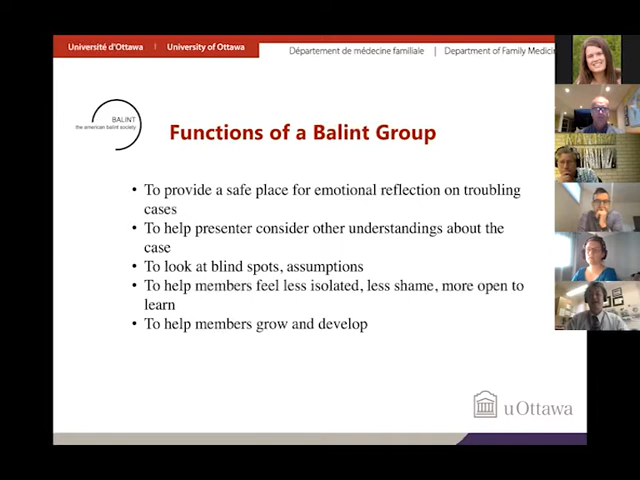 Université d'Ottawa | University of Ottawa
Département de médecine familiale | Department of Family Medicin
BALINT
the american balint society
Functions of a Balint Group
• To provide a safe place for emotional reflection on troubling
cases
• To help presenter consider other understandings about the
case
• To look at blind spots, assumptions
• To help members feel less isolated, less shame, more open to
learn
• To help members grow and develop
uOttawa